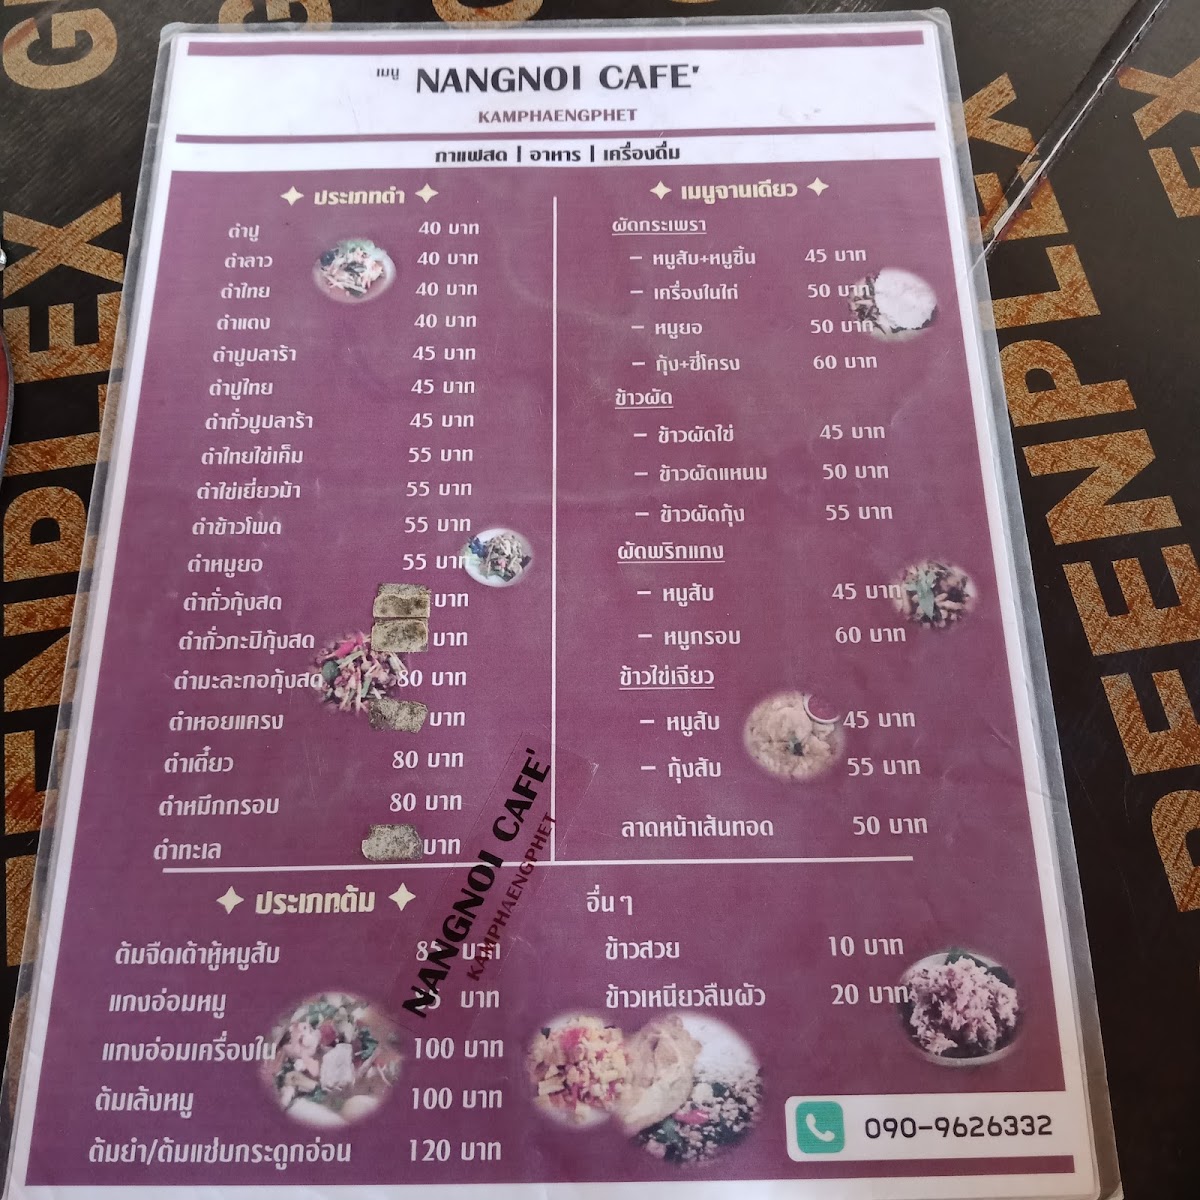 เมนู NANGNOI CAFE'
KAMPHAENGPHET
กาแฟสด | อาหาร | เครื่องดื่ม
ประเภทตำ
ตำปู 40 บาท
ตำลาว 40 บาท
ตำไทย 40 บาท
ตำแตง 40 บาท
ตำปูปลาร้า 45 บาท
ตำปูไทย 45 บาท
ตำถั่วปูปลาร้า 45 บาท
ตำไทยไข่เค็ม 55 บาท
ตำไข่เยี่ยวม้า 55 บาท
ตำข้าวโพด 55 บาท
ตำหมูยอ 55 บาท
ตำถั่วกุ้งสด บาท
ตำถั่วกะปิกุ้งสด บาท
ตำมะละกอกุ้งสด 80 บาท
ตำหอยแครง บาท
ตำเตี๋ยว 80 บาท
ตำหมึกกรอบ 80 บาท
ตำทะเล บาท
เมนูจานเดียว
ผัดกระเพรา
- หมูสับ+หมูชิ้น 45 บาท
- เครื่องในไก่ 50 บาท
- หมูยอ 50 บาท
- กุ้ง+ซี่โครง 60 บาท
ข้าวผัด
- ข้าวผัดไข่ 45 บาท
- ข้าวผัดแหนม 50 บาท
- ข้าวผัดกุ้ง 55 บาท
ผัดพริกแกง
- หมูสับ 45 บาท
- หมูกรอบ 60 บาท
ข้าวไข่เจียว
- หมูสับ 45 บาท
- กุ้งสับ 55 บาท
ลาดหน้าเส้นทอด 50 บาท
ประเภทต้ม
ต้มจืดเต้าหู้หมูสับ บาท
แกงอ่อมหมู บาท
แกงอ่อมเครื่องใน 100 บาท
ต้มเล้งหมู 100 บาท
ต้มยำ/ต้มแซ่บกระดูกอ่อน 120 บาท
NANGNOI CAFE'
KAMPHAENGPHET
อื่นๆ
ข้าวสวย 10 บาท
ข้าวเหนียวลืมผัว 20 บาท
090-9626332
GREENPLEX